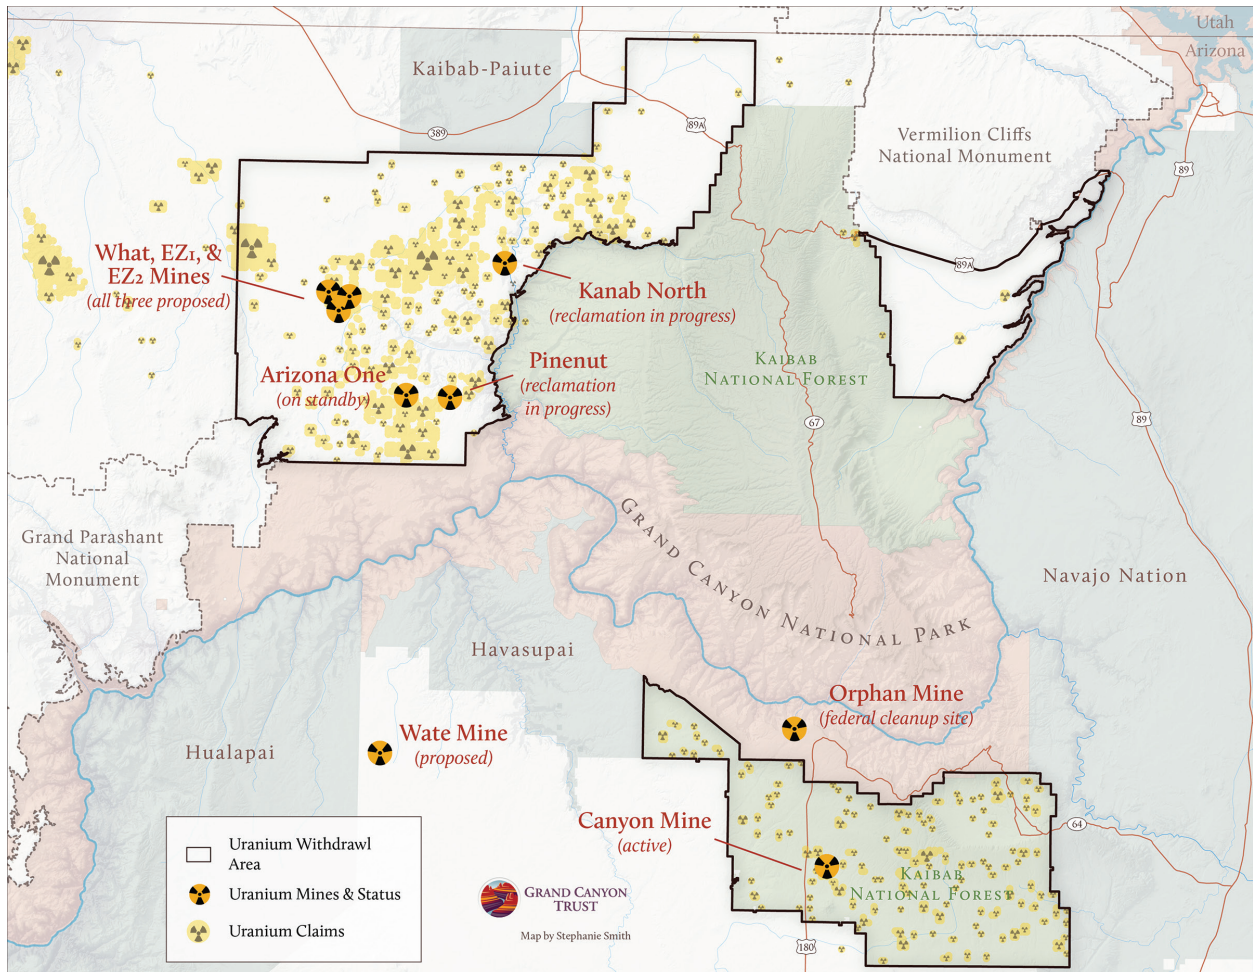 Utah
Arizona
Kaibab-Paiute
389
89A
Vermilion Cliffs
National Monument
89
What, EZ1, &
EZ2 Mines
(all three proposed)
89A
Kanab North
(reclamation in progress)
Kaibab
National Forest
Pinenut
(reclamation
in progress)
Arizona One
(on standby)
67
89
Grand Canyon National Park
Grand Parashant
National
Monument
Navajo Nation
Havasupai
Orphan Mine
(federal cleanup site)
Wate Mine
(proposed)
Hualapai
Canyon Mine
(active)
64
Kaibab
National Forest
Uranium Withdrawl
Area
Uranium Mines & Status
Uranium Claims
Grand Canyon
Trust
Map by Stephanie Smith
180